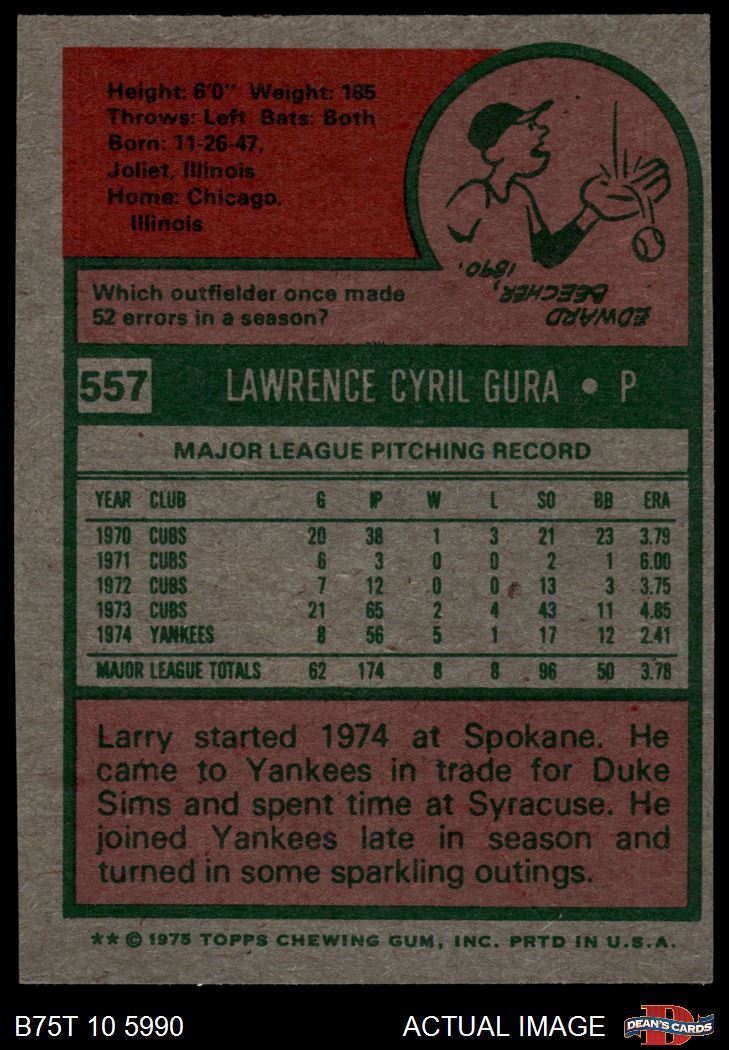 Height: 6'0" Weight: 185
Throws: Left Bats: Both
Born: 11-26-47,
Joliet, Illinois
Home: Chicago,
Illinois
Which outfielder once made
52 errors in a season?
EDWARD
BEECHER,
1890.
557 LAWRENCE CYRIL GURA • P
MAJOR LEAGUE PITCHING RECORD
YEAR CLUB G IP W L SO BB ERA
1970 CUBS 20 38 1 3 21 23 3.79
1971 CUBS 6 3 0 0 2 1 6.00
1972 CUBS 7 12 0 0 13 3 3.75
1973 CUBS 21 65 2 4 43 11 4.85
1974 YANKEES 8 56 5 1 17 12 2.41
MAJOR LEAGUE TOTALS 62 174 8 8 96 50 3.78
Larry started 1974 at Spokane. He
came to Yankees in trade for Duke
Sims and spent time at Syracuse. He
joined Yankees late in season and
turned in some sparkling outings.
** © 1975 TOPPS CHEWING GUM, INC. PRTD IN U.S.A.
B75T 10 5990 ACTUAL IMAGE
D
DEAN'S CARDS